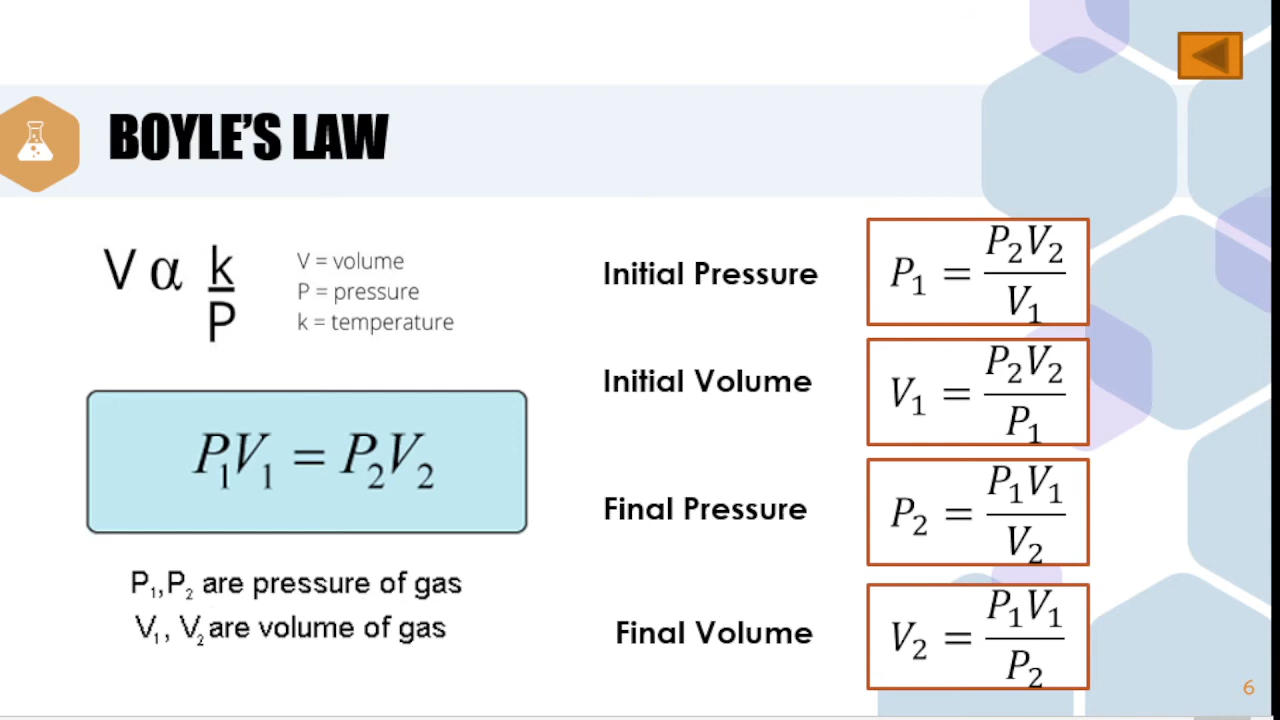 BOYLE'S LAW
V α k/P
V = volume
P = pressure
k = temperature
P₁V₁ = P₂V₂
P₁,P₂ are pressure of gas
V₁, V₂ are volume of gas
Initial Pressure
P₁ = P₂V₂/V₁
Initial Volume
V₁ = P₂V₂/P₁
Final Pressure
P₂ = P₁V₁/V₂
Final Volume
V₂ = P₁V₁/P₂
6